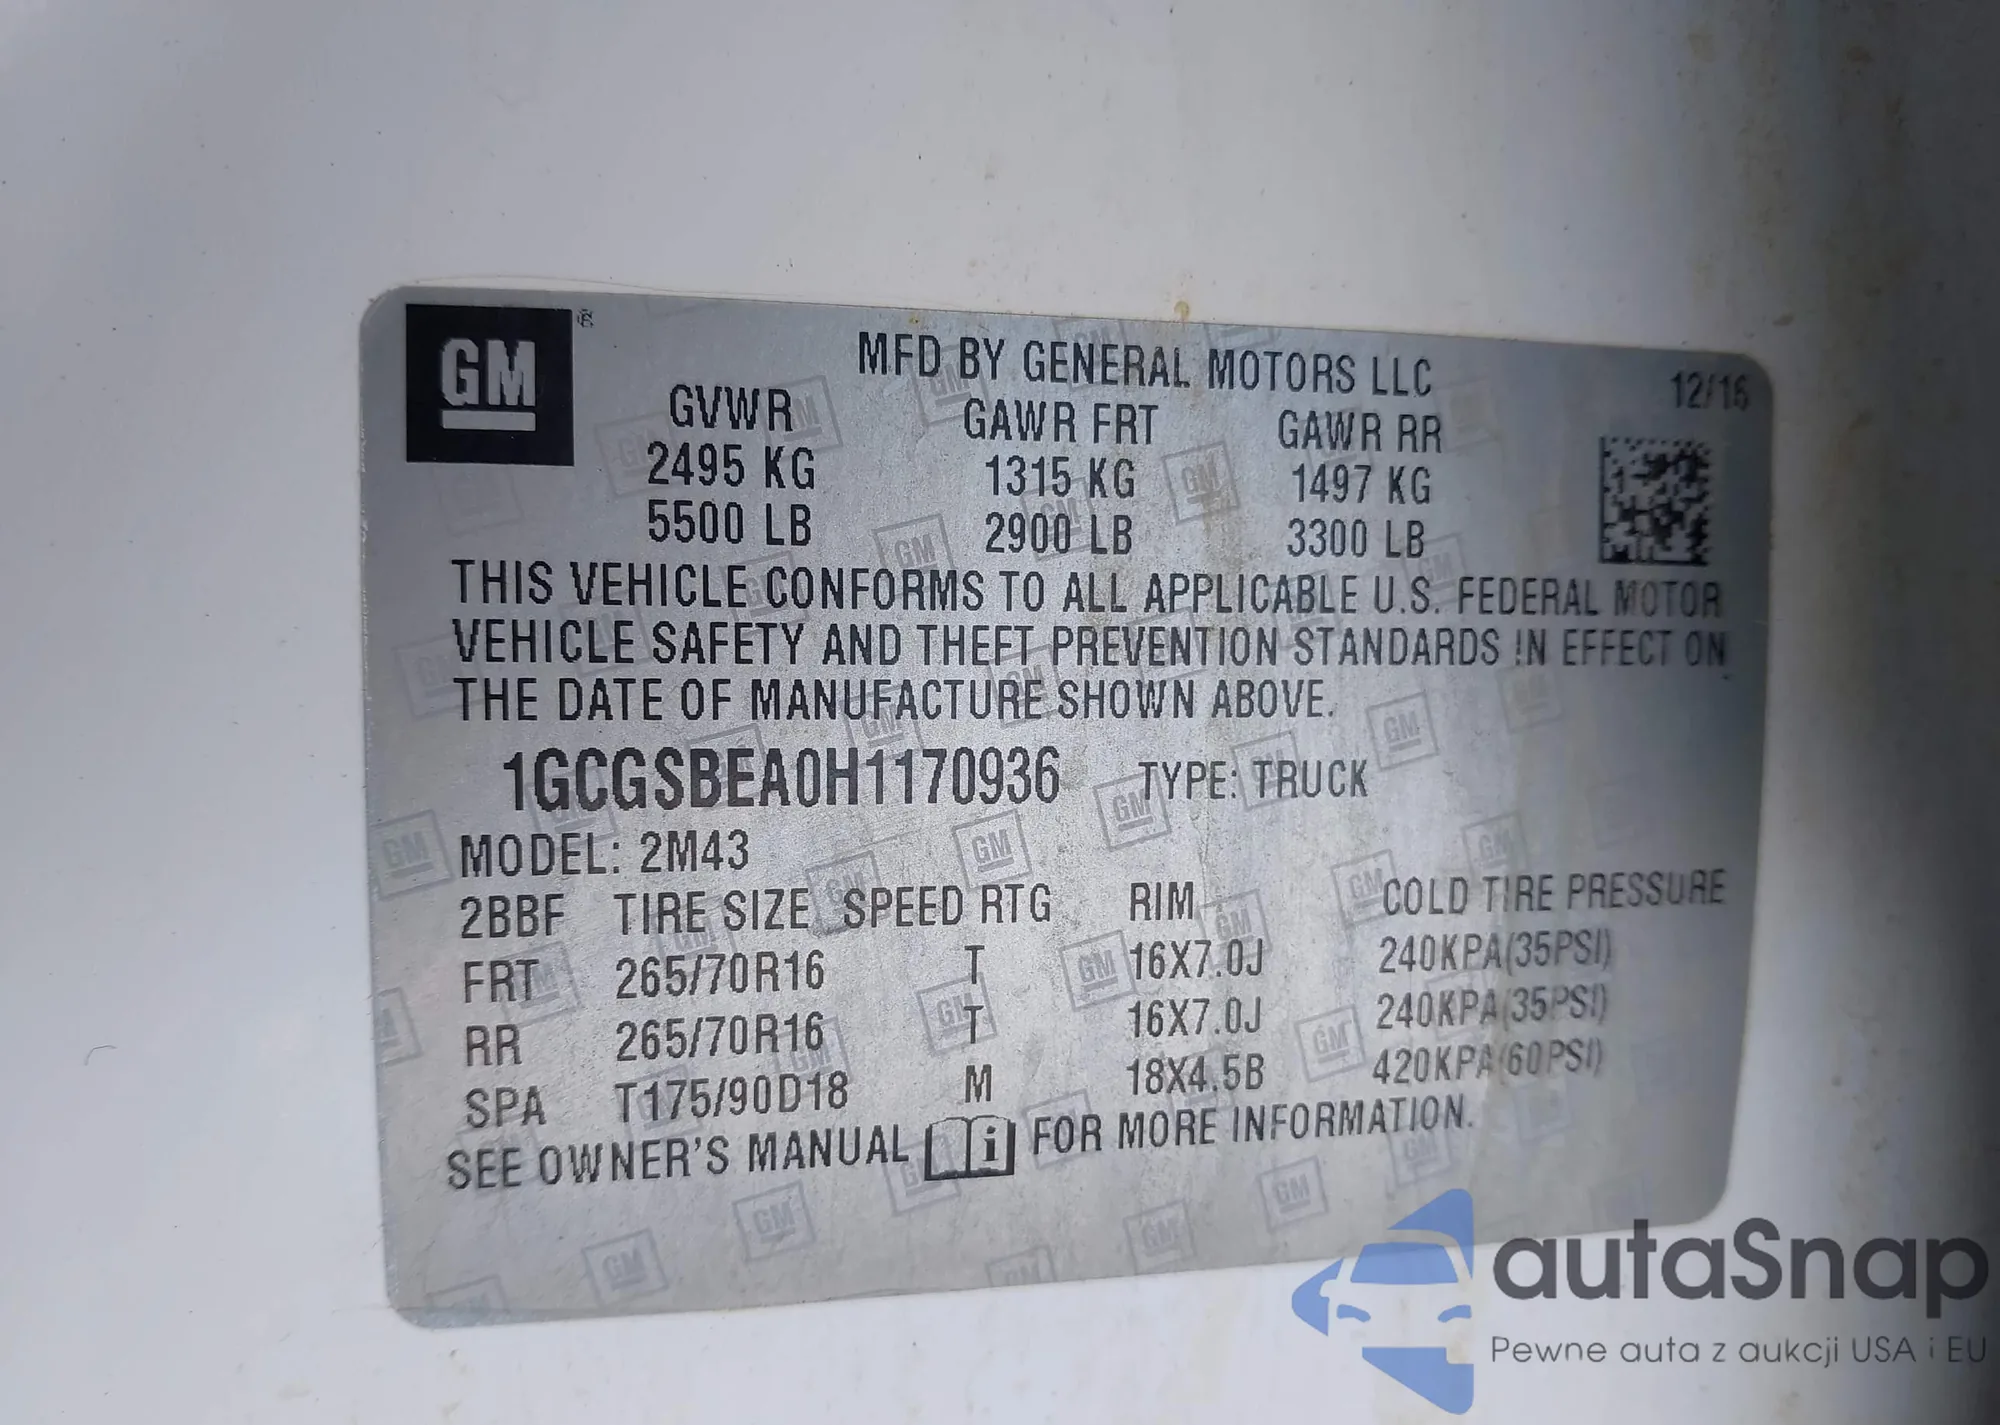 GM
MFD BY GENERAL MOTORS LLC
12/16
GVWR GAWR FRT GAWR RR
2495 KG 1315 KG 1497 KG
5500 LB 2900 LB 3300 LB
THIS VEHICLE CONFORMS TO ALL APPLICABLE U.S. FEDERAL MOTOR
VEHICLE SAFETY AND THEFT PREVENTION STANDARDS IN EFFECT ON
THE DATE OF MANUFACTURE SHOWN ABOVE.
1GCGSBEA0H1170936 TYPE: TRUCK
MODEL: 2M43
2BBF TIRE SIZE SPEED RTG RIM COLD TIRE PRESSURE
FRT 265/70R16 T 16X7.0J 240KPA(35PSI)
RR 265/70R16 T 16X7.0J 240KPA(35PSI)
SPA T175/90D18 M 18X4.5B 420KPA(60PSI)
SEE OWNER'S MANUAL i FOR MORE INFORMATION.
autaSnap
Pewne auta z aukcji USA i EU